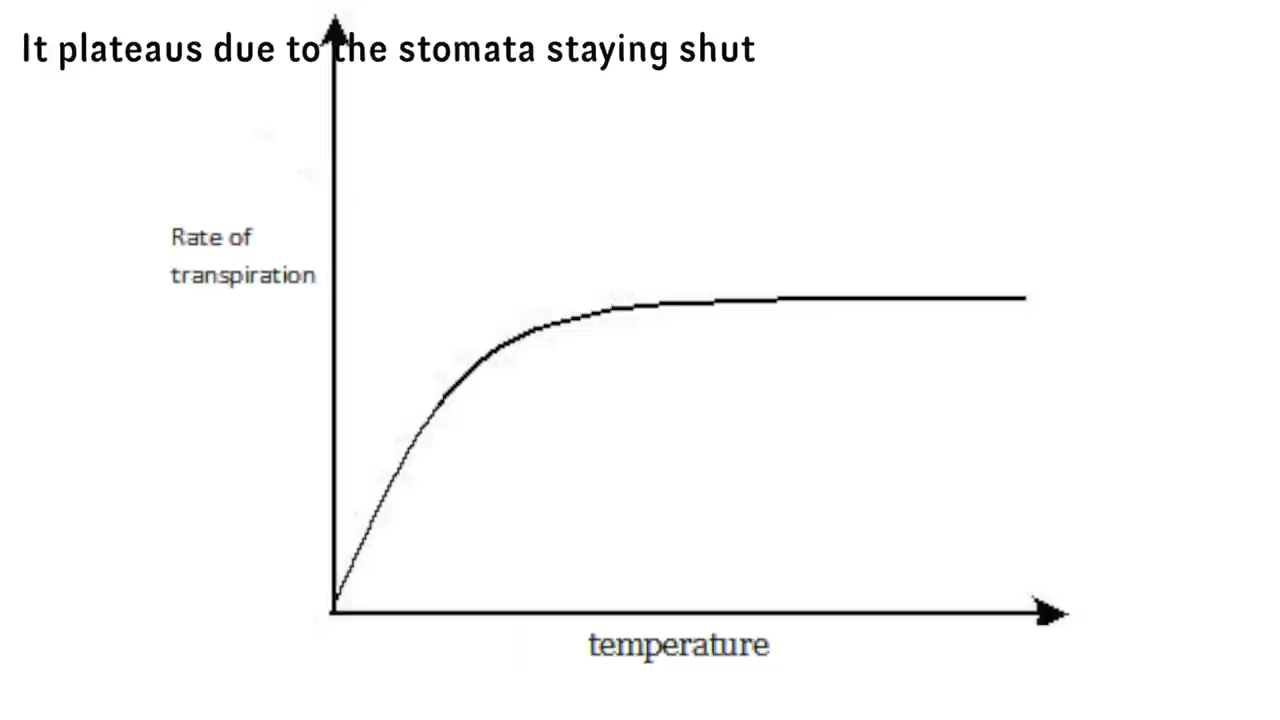 It plateaus due to the stomata staying shut
Rate of
transpiration
temperature